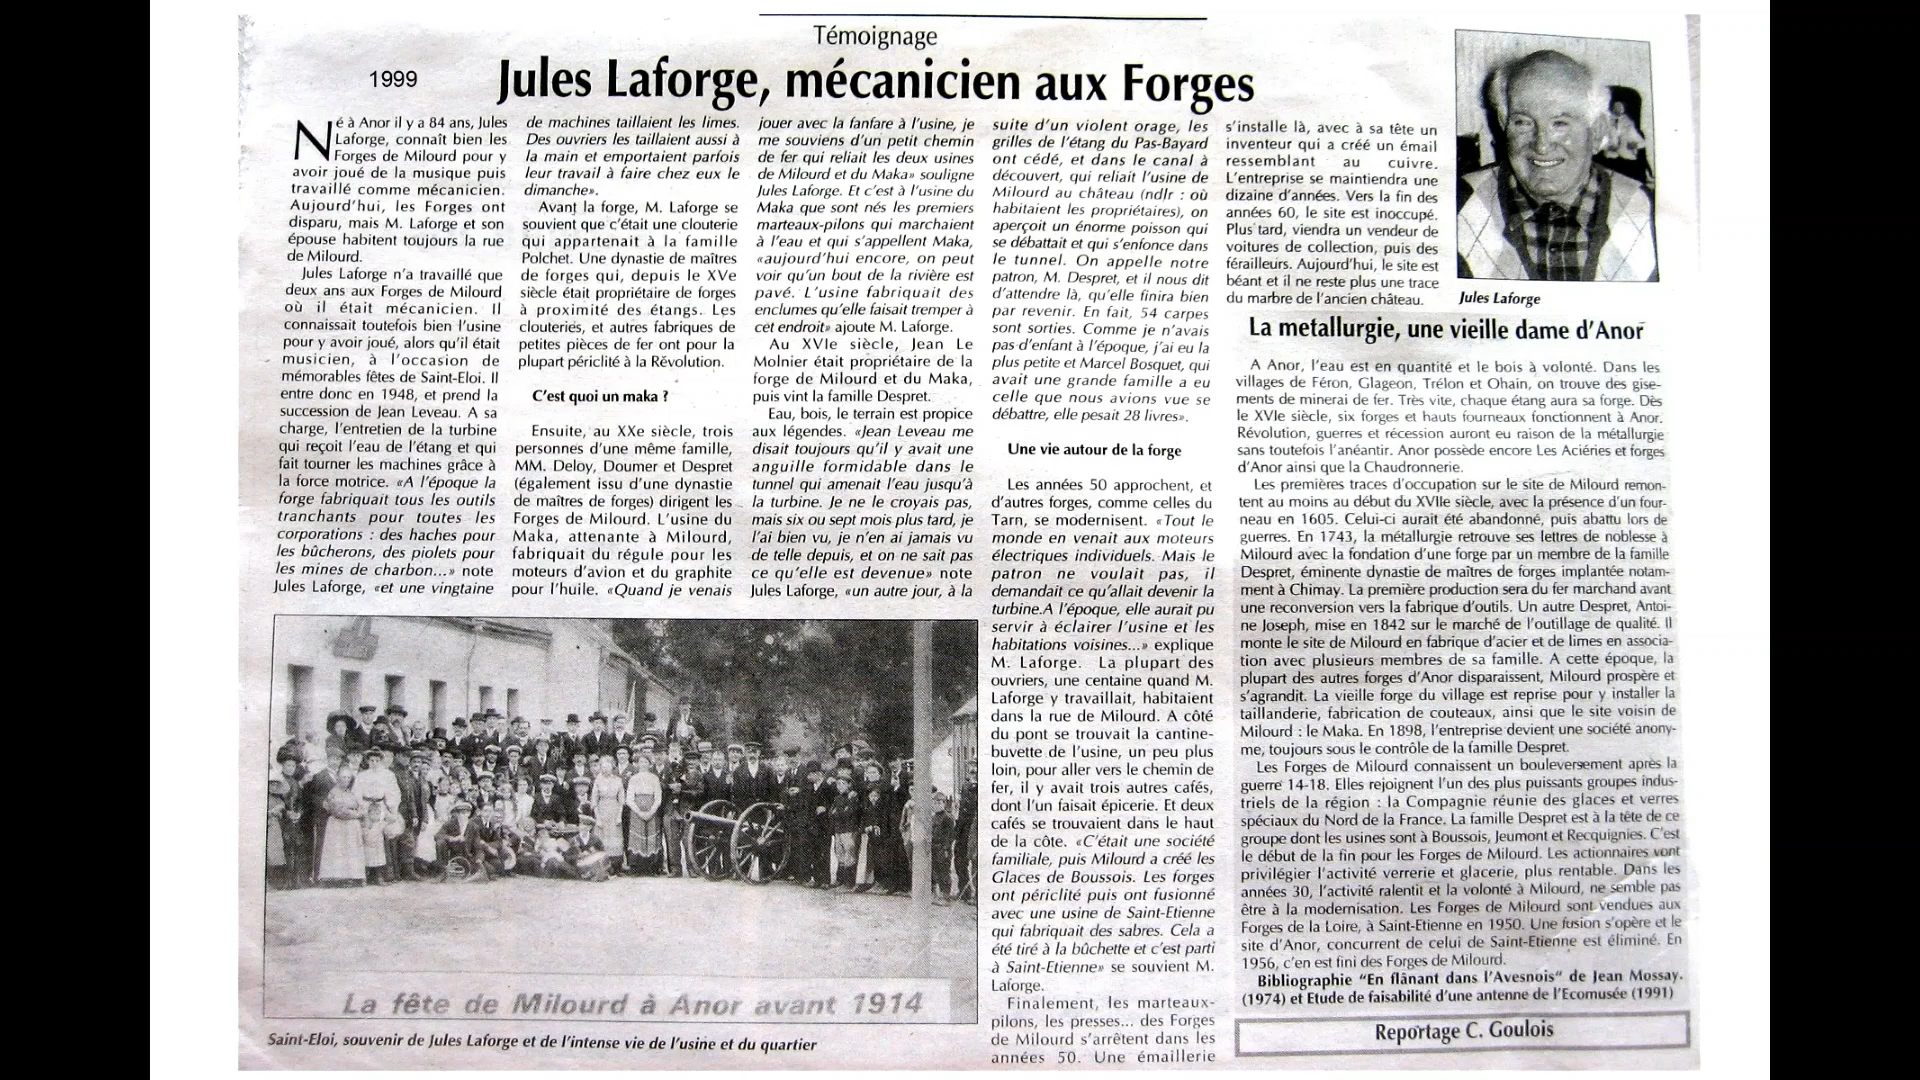 Témoignage
1999
Jules Laforge, mécanicien aux Forges
Né à Anor il y a 84 ans, Jules
Laforge, connaît bien les
Forges de Milourd pour y
avoir joué de la musique puis
travaillé comme mécanicien.
Aujourd'hui, les Forges ont
disparu, mais M. Laforge et son
épouse habitent toujours la rue
de Milourd.
Jules Laforge n'a travaillé que
deux ans aux Forges de Milourd
où il était mécanicien. Il
connaissait toutefois bien l'usine
pour y avoir joué, alors qu'il était
musicien, à l'occasion de
mémorables fêtes de Saint-Eloi. Il
entre donc en 1948, et prend la
succession de Jean Leveau. A sa
charge, l'entretien de la turbine
qui reçoit l'eau de l'étang et qui
fait tourner les machines grâce à
la force motrice. «A l'époque la
forge fabriquait tous les outils
tranchants pour toutes les
corporations : des haches pour
les bûcherons, des piolets pour
les mines de charbon...» note
Jules Laforge, «et une vingtaine
de machines taillaient les limes.
Des ouvriers les taillaient aussi à
la main et emportaient parfois
leur travail à faire chez eux le
dimanche».
Avant la forge, M. Laforge se
souvient que c'était une clouterie
qui appartenait à la famille
Polchet. Une dynastie de maîtres
de forges qui, depuis le XVe
siècle était propriétaire de forges
à proximité des étangs. Les
clouteries, et autres fabriques de
petites pièces de fer ont pour la
plupart périclité à la Révolution.
C'est quoi un maka ?
Ensuite, au XXe siècle, trois
personnes d'une même famille,
MM. Deloy, Doumer et Despret
(également issu d'une dynastie
de maîtres de forges) dirigent les
Forges de Milourd. L'usine du
Maka, attenante à Milourd,
fabriquait du régule pour les
moteurs d'avion et du graphite
pour l'huile. «Quand je venais
jouer avec la fanfare à l'usine, je
me souviens d'un petit chemin
de fer qui reliait les deux usines
de Milourd et du Maka» souligne
Jules Laforge. Et c'est à l'usine du
Maka que sont nés les premiers
marteaux-pilons qui marchaient
à l'eau et qui s'appellent Maka,
«aujourd'hui encore, on peut
voir qu'un bout de la rivière est
pavé. L'usine fabriquait des
enclumes qu'elle faisait tremper à
cet endroit» ajoute M. Laforge.
Au XVIe siècle, Jean Le
Molnier était propriétaire de la
forge de Milourd et du Maka,
puis vint la famille Despret.
Eau, bois, le terrain est propice
aux légendes. «Jean Leveau me
disait toujours qu'il y avait une
anguille formidable dans le
tunnel qui amenait l'eau jusqu'à
la turbine. Je ne le croyais pas,
mais six ou sept mois plus tard, je
l'ai bien vu, je n'en ai jamais vu
de telle depuis, et on ne sait pas
ce qu'elle est devenue» note
Jules Laforge, «un autre jour, à la
suite d'un violent orage, les
grilles de l'étang du Pas-Bayard
ont cédé, et dans le canal à
découvert, qui reliait l'usine de
Milourd au château (ndlr : où
habitaient les propriétaires), on
aperçoit un énorme poisson qui
se débattait et qui s'enfonce dans
le tunnel. On appelle notre
patron, M. Despret, et il nous dit
d'attendre là, qu'elle finira bien
par revenir. En fait, 54 carpes
sont sorties. Comme je n'avais
pas d'enfant à l'époque, j'ai eu la
plus petite et Marcel Bosquet, qui
avait une grande famille a eu
celle que nous avions vue se
débattre, elle pesait 28 livres».
Une vie autour de la forge
Les années 50 approchent, et
d'autres forges, comme celles du
Tarn, se modernisent. «Tout le
monde en venait aux moteurs
électriques individuels. Mais le
patron ne voulait pas, il
demandait ce qu'allait devenir la
turbine.A l'époque, elle aurait pu
servir à éclairer l'usine et les
habitations voisines...» explique
M. Laforge. La plupart des
ouvriers, une centaine quand M.
Laforge y travaillait, habitaient
dans la rue de Milourd. A côté
du pont se trouvait la cantine-
buvette de l'usine, un peu plus
loin, pour aller vers le chemin de
fer, il y avait trois autres cafés,
dont l'un faisait épicerie. Et deux
cafés se trouvaient dans le haut
de la côte. «C'était une société
familiale, puis Milourd a créé les
Glaces de Boussois. Les forges
ont périclité puis ont fusionné
avec une usine de Saint-Etienne
qui fabriquait des sabres. Cela a
été tiré à la bûchette et c'est parti
à Saint-Etienne» se souvient M.
Laforge.
Finalement, les marteaux-
pilons, les presses... des Forges
de Milourd s'arrêtent dans les
années 50. Une émaillerie
s'installe là, avec à sa tête un
inventeur qui a créé un émail
ressemblant au cuivre.
L'entreprise se maintiendra une
dizaine d'années. Vers la fin des
années 60, le site est inoccupé.
Plus tard, viendra un vendeur de
voitures de collection, puis des
férailleurs. Aujourd'hui, le site est
béant et il ne reste plus une trace
du marbre de l'ancien château.
Jules Laforge
La metallurgie, une vieille dame d'Anor
A Anor, l'eau est en quantité et le bois à volonté. Dans les
villages de Féron, Glageon, Trélon et Ohain, on trouve des gise-
ments de minerai de fer. Très vite, chaque étang aura sa forge. Dès
le XVIe siècle, six forges et hauts fourneaux fonctionnent à Anor.
Révolution, guerres et récession auront eu raison de la métallurgie
sans toutefois l'anéantir. Anor possède encore Les Aciéries et forges
d'Anor ainsi que la Chaudronnerie.
Les premières traces d'occupation sur le site de Milourd remon-
tent au moins au début du XVIIe siècle, avec la présence d'un four-
neau en 1605. Celui-ci aurait été abandonné, puis abattu lors de
guerres. En 1743, la métallurgie retrouve ses lettres de noblesse à
Milourd avec la fondation d'une forge par un membre de la famille
Despret, éminente dynastie de maîtres de forges implantée notam-
ment à Chimay. La première production sera du fer marchand avant
une reconversion vers la fabrique d'outils. Un autre Despret, Antoi-
ne Joseph, mise en 1842 sur le marché de l'outillage de qualité. Il
monte le site de Milourd en fabrique d'acier et de limes en associa-
tion avec plusieurs membres de sa famille. A cette époque, la
plupart des autres forges d'Anor disparaissent, Milourd prospère et
s'agrandit. La vieille forge du village est reprise pour y installer la
taillanderie, fabrication de couteaux, ainsi que le site voisin de
Milourd : le Maka. En 1898, l'entreprise devient une société anony-
me, toujours sous le contrôle de la famille Despret.
Les Forges de Milourd connaissent un bouleversement après la
guerre 14-18. Elles rejoignent l'un des plus puissants groupes indus-
triels de la région : la Compagnie réunie des glaces et verres
spéciaux du Nord de la France. La famille Despret est à la tête de ce
groupe dont les usines sont à Boussois, Jeumont et Recquignies. C'est
le début de la fin pour les Forges de Milourd. Les actionnaires vont
privilégier l'activité verrerie et glacerie, plus rentable. Dans les
années 30, l'activité ralentit et la volonté à Milourd, ne semble pas
être à la modernisation. Les Forges de Milourd sont vendues aux
Forges de la Loire, à Saint-Etienne en 1950. Une fusion s'opère et le
site d'Anor, concurrent de celui de Saint-Etienne est éliminé. En
1956, c'en est fini des Forges de Milourd.
Bibliographie "En flânant dans l'Avesnois" de Jean Mossay.
(1974) et Etude de faisabilité d'une antenne de l'Ecomusée (1991)
Reportage C. Goulois
La fête de Milourd à Anor avant 1914
Saint-Eloi, souvenir de Jules Laforge et de l'intense vie de l'usine et du quartier